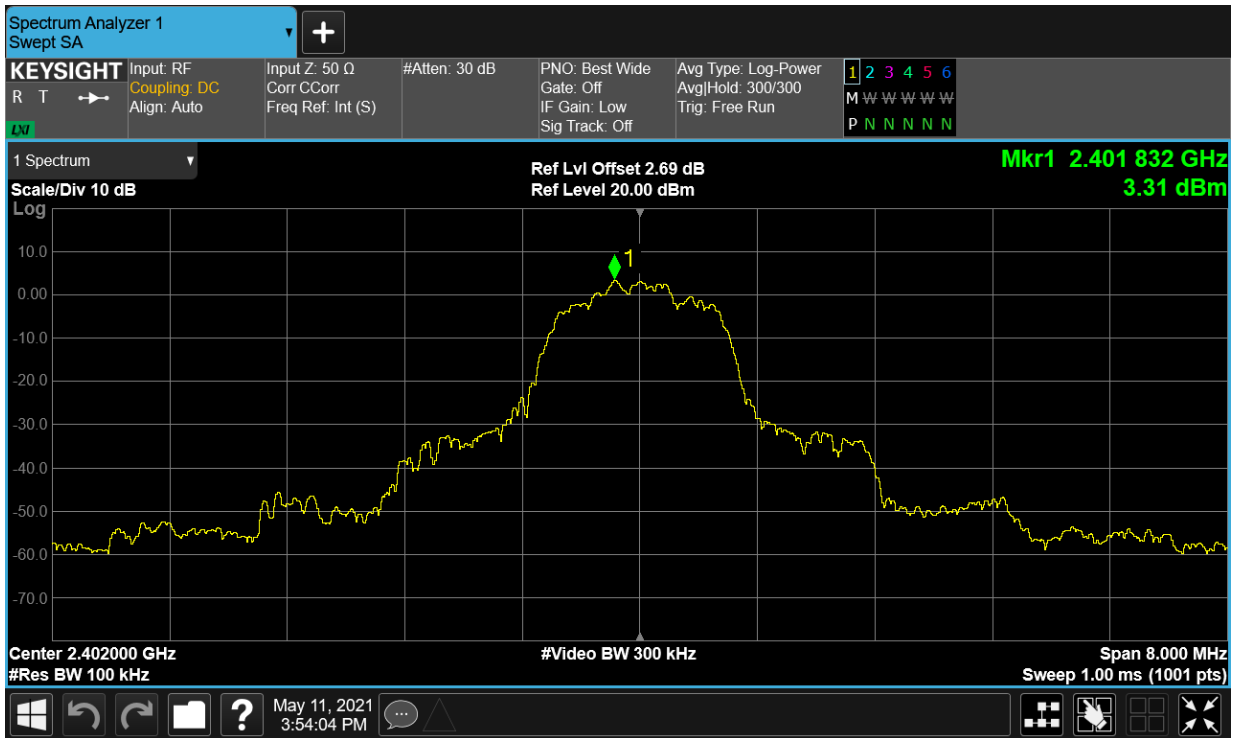 Spectrum Analyzer 1
Swept SA
KEYSIGHT
R T
LXI
Input: RF
Coupling: DC
Align: Auto
Input Z: 50 Ω
Corr CCorr
Freq Ref: Int (S)
#Atten: 30 dB
PNO: Best Wide
Gate: Off
IF Gain: Low
Sig Track: Off
Avg Type: Log-Power
Avg|Hold: 300/300
Trig: Free Run
1 2 3 4 5 6
M W W W W W
P N N N N N
1 Spectrum
Scale/Div 10 dB
Log
Ref Lvl Offset 2.69 dB
Ref Level 20.00 dBm
Mkr1 2.401 832 GHz
3.31 dBm
1
10.0
0.00
-10.0
-20.0
-30.0
-40.0
-50.0
-60.0
-70.0
Center 2.402000 GHz
#Res BW 100 kHz
#Video BW 300 kHz
Span 8.000 MHz
Sweep 1.00 ms (1001 pts)
?
May 11, 2021
3:54:04 PM